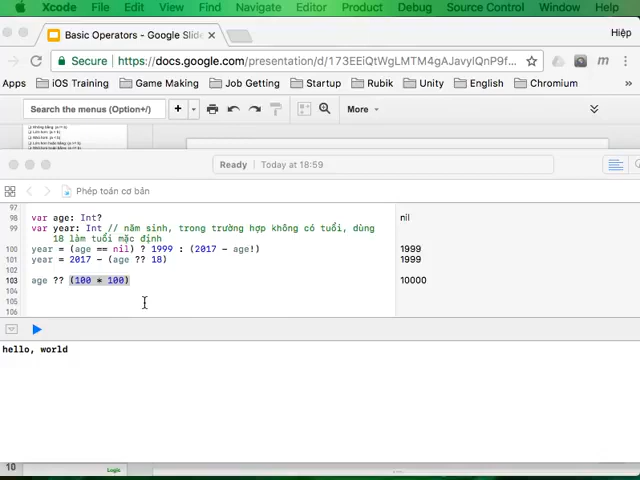 Xcode File Edit View Find Navigate Editor Product Debug Source Control Window Help
Basic Operators - Google Slide
Hiệp
Secure https://docs.google.com/presentation/d/173EEiQtWgLMTM4gAJavyIQnP9f...
Apps iOS Training Game Making Job Getting Startup Rubik Unity English Chromium
Search the menus (Option+/) More
Ready Today at 18:59
Phép toán cơ bản
97
98 var age: Int? nil
99 var year: Int // năm sinh, trong trường hợp không có tuổi, dùng
18 làm tuổi mặc định
100 year = (age == nil) ? 1999 : (2017 - age!) 1999
101 year = 2017 - (age ?? 18) 1999
102
103 age ?? (100 * 100) 10000
104
105
106
hello, world
10 Logic